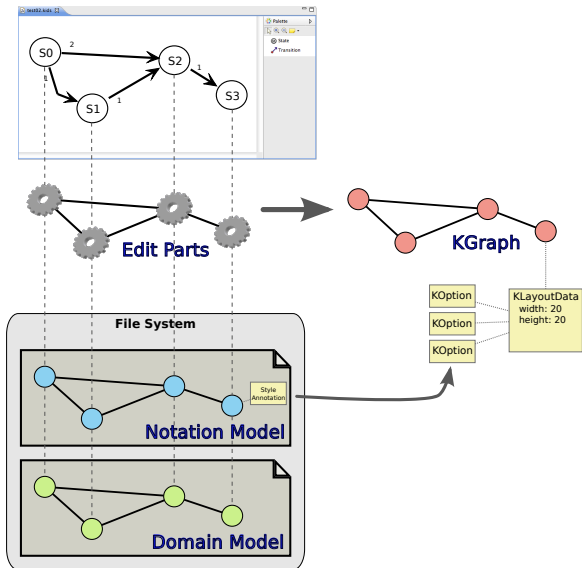 test02.kids
Palette
State
Transition
S0
2
S2
1
1
S1
1
S3
Edit Parts
KGraph
KOption
KOption
KOption
KLayoutData
width: 20
height: 20
File System
Style
Annotation
Notation Model
Domain Model